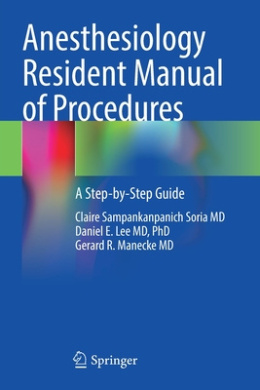 Anesthesiology
Resident Manual
of Procedures
A Step-by-Step Guide
Claire Sampankanpanich Soria MD
Daniel E. Lee MD, PhD
Gerard R. Manecke MD
Springer